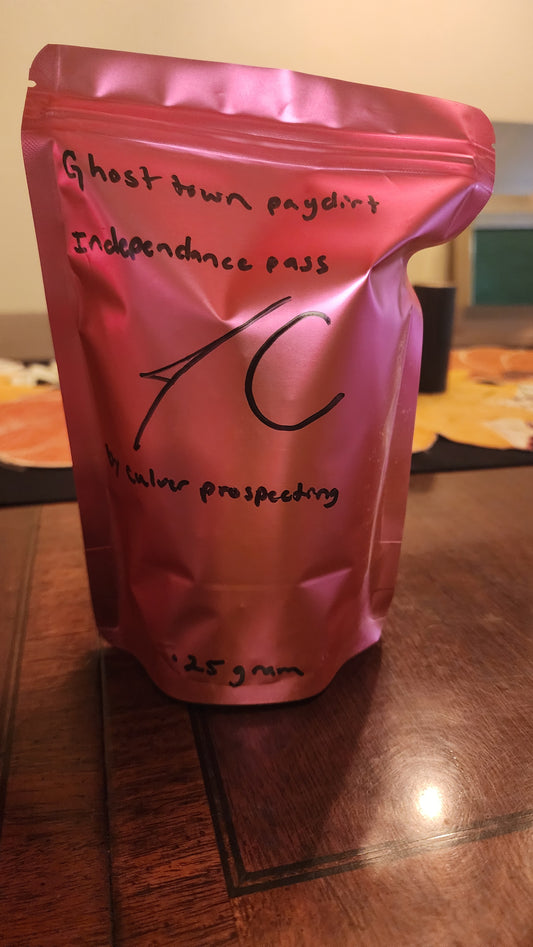 Ghost town paydirt
Independance pass
C
By culver prospecting
.25 gram